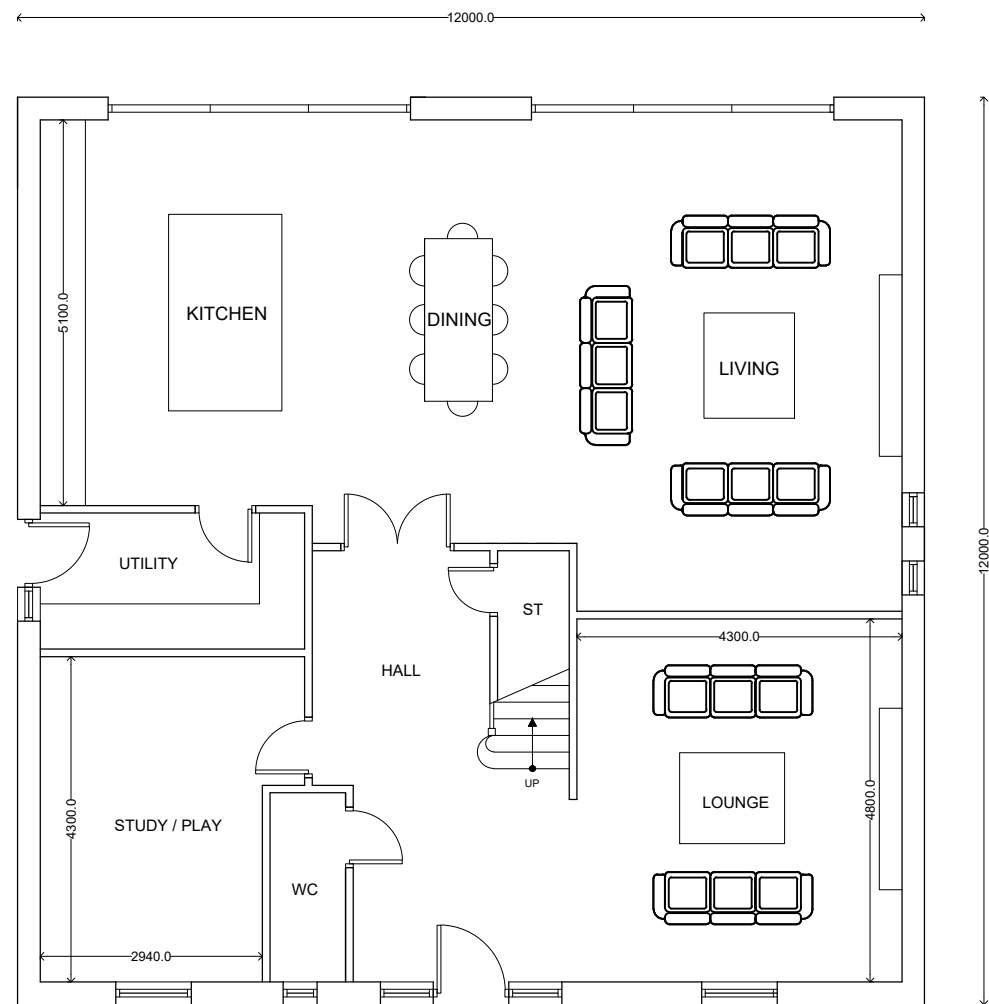 12000.0
5100.0
KITCHEN
DINING
LIVING
12000.0
UTILITY
ST
4300.0
HALL
UP
4300.0
STUDY / PLAY
LOUNGE
4800.0
WC
2940.0